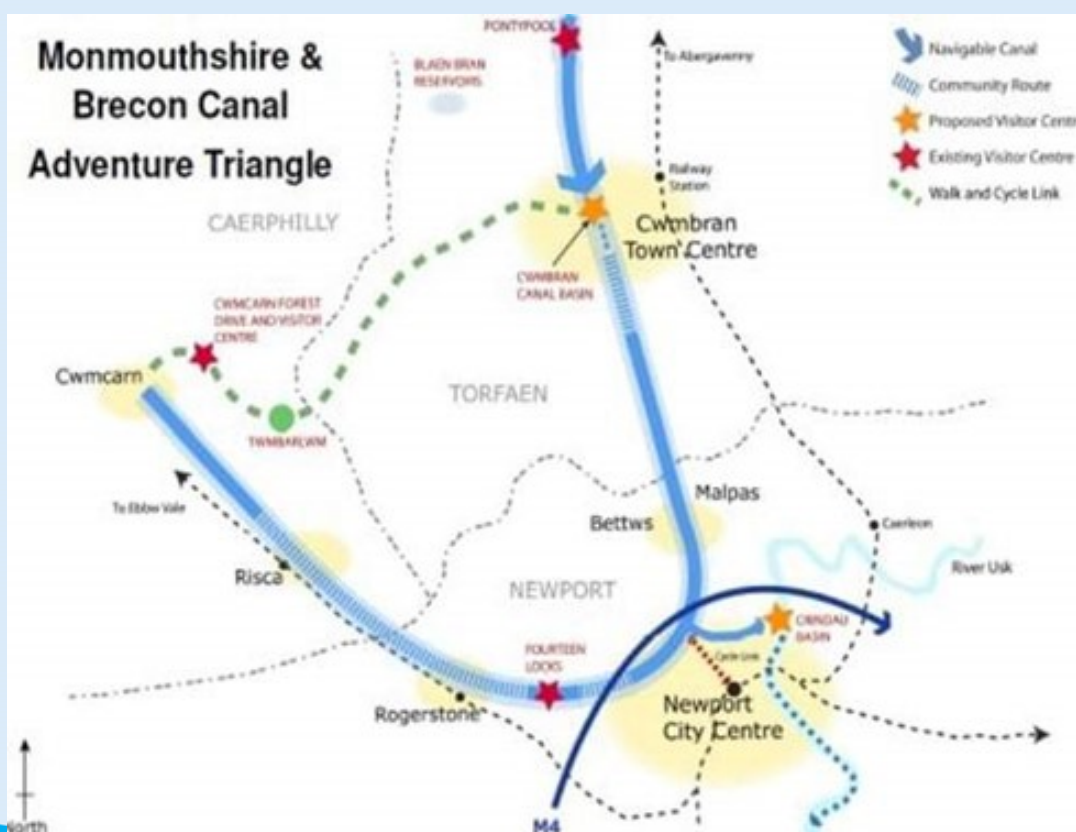 Monmouthshire &
Brecon Canal
Adventure Triangle
PONTYPOOL
To Abergavenny
BLAEN BRAN
RESERVOIRS
Navigable Canal
Community Route
Proposed Visitor Centre
Existing Visitor Centre
Walk and Cycle Link
Railway
Station
CAERPHILLY
Cwmbran
Town Centre
CWMBRAN
CANAL BASIN
CWMCARN FOREST
DRIVE AND VISITOR
CENTRE
Cwmcarn
TORFAEN
TWMBARLWM
To Ebbw Vale
Malpas
Bettws
Caerleon
River Usk
Risca
NEWPORT
BASIN
FOURTEEN
LOCKS
Cycle Link
Rogerstone
Newport
City Centre
M4
North